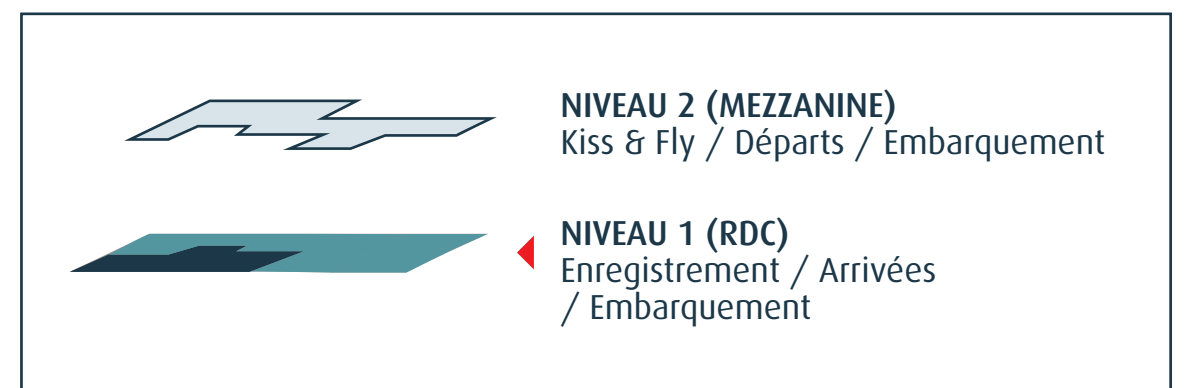 NIVEAU 2 (MEZZANINE)
Kiss & Fly / Départs / Embarquement
NIVEAU 1 (RDC)
Enregistrement / Arrivées
/ Embarquement